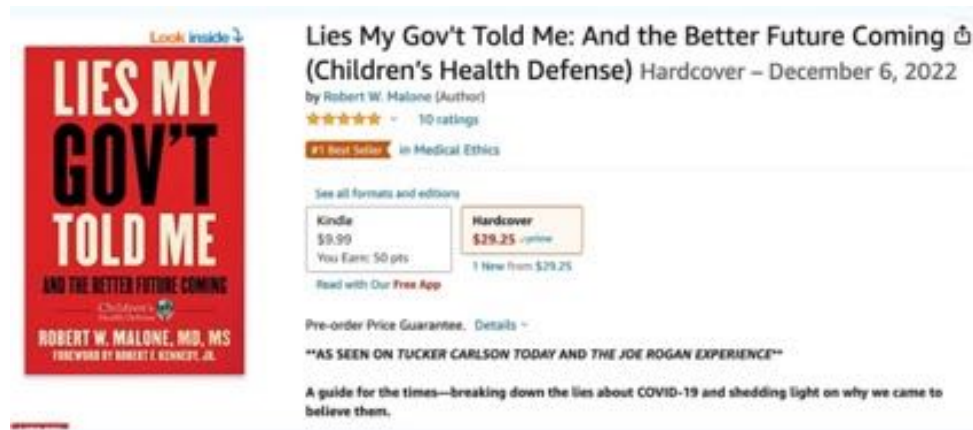 Look inside
LIES MY
GOV'T
TOLD ME
AND THE BETTER FUTURE COMING
Children's
Health Defense
ROBERT W. MALONE, MD, MS
FOREWORD BY ROBERT F. KENNEDY, JR.
Lies My Gov't Told Me: And the Better Future Coming
(Children's Health Defense) Hardcover – December 6, 2022
by Robert W. Malone (Author)
10 ratings
#1 Best Seller in Medical Ethics
See all formats and editions
Kindle
$9.99
You Earn: 50 pts
Read with Our Free App
Hardcover
$29.25 prime
1 New from $29.25
Pre-order Price Guarantee. Details
**AS SEEN ON TUCKER CARLSON TODAY AND THE JOE ROGAN EXPERIENCE**
A guide for the times—breaking down the lies about COVID-19 and shedding light on why we came to
believe them.